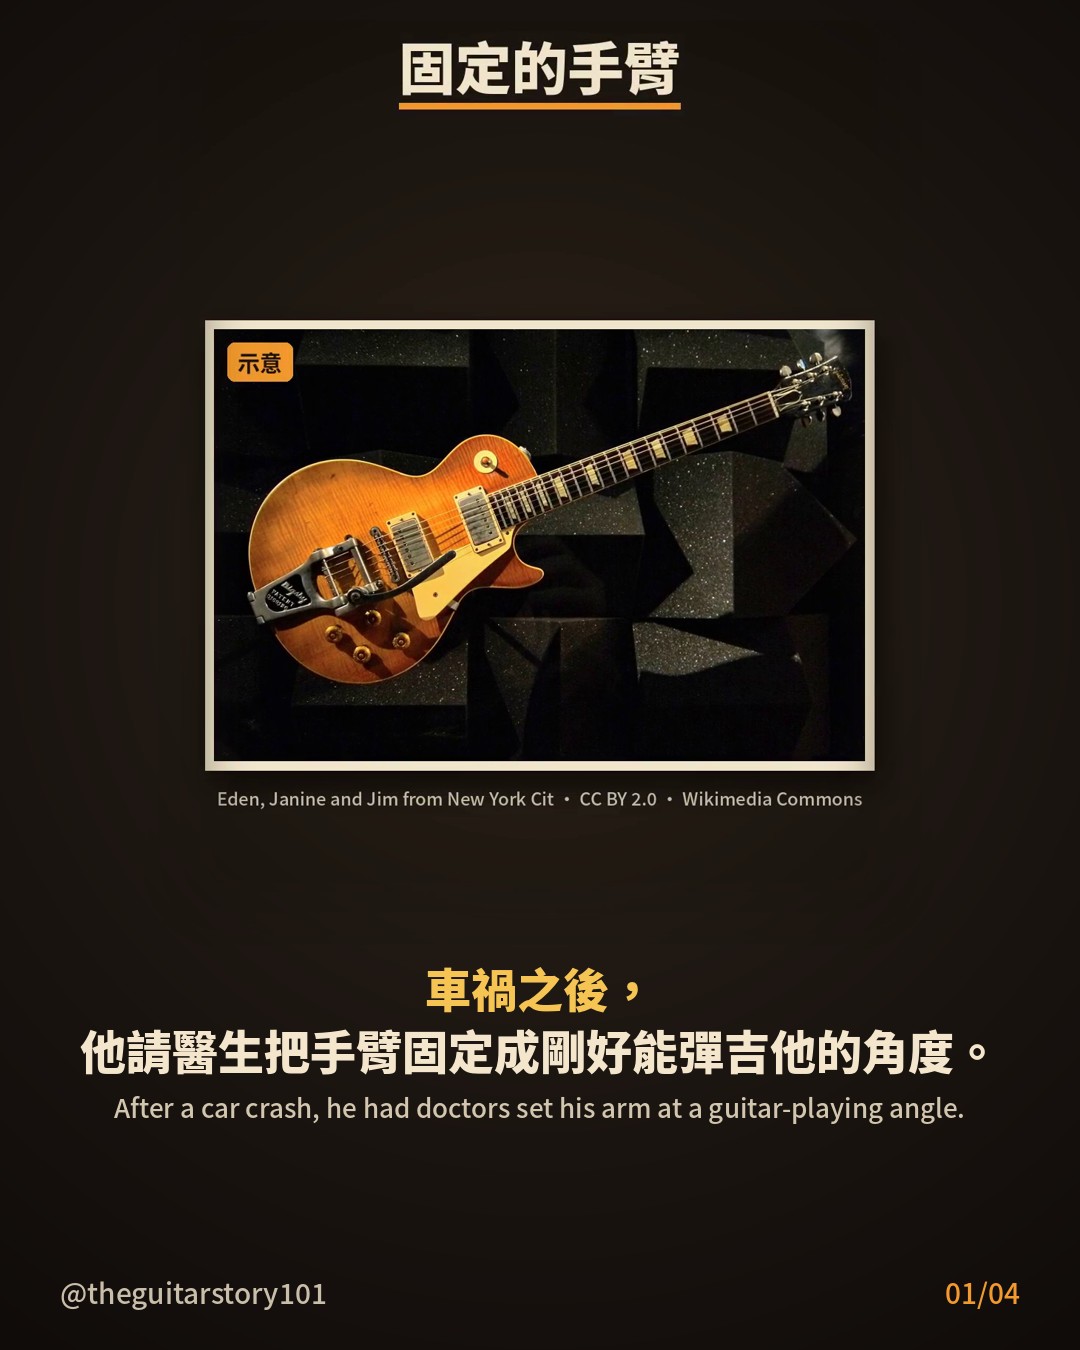 固定的手臂
示意
Eden, Janine and Jim from New York Cit • CC BY 2.0 • Wikimedia Commons
車禍之後，
他請醫生把手臂固定成剛好能彈吉他的角度。
After a car crash, he had doctors set his arm at a guitar-playing angle.
@theguitarstory101
01/04